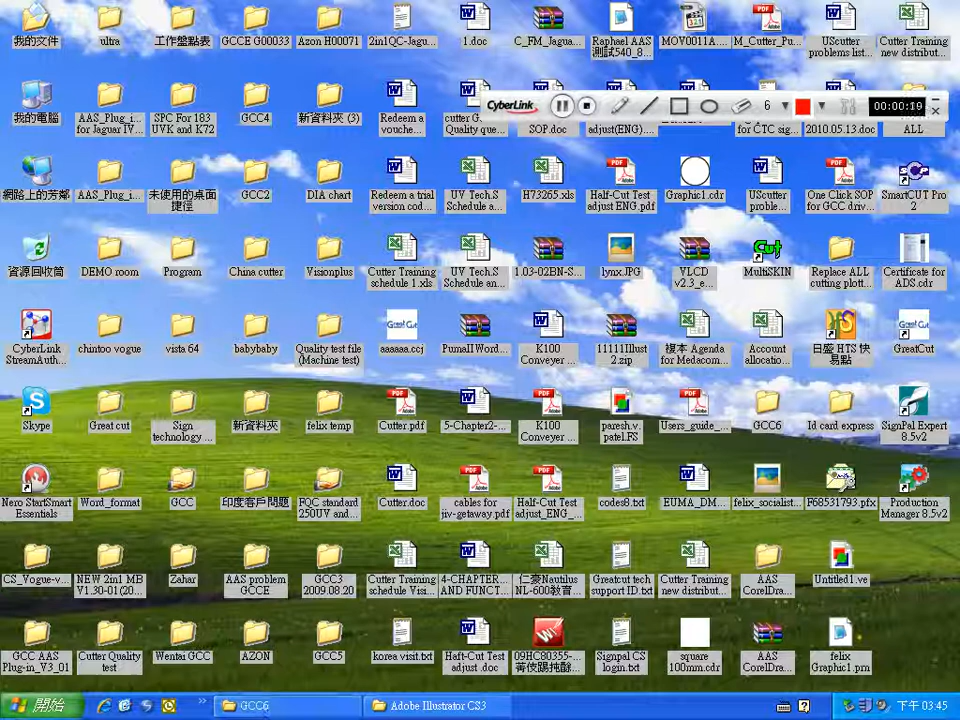 我的文件
ultra
工作盤點表
GCCE G00033
Azon H00071
2in1QC-Jagu...
1.doc
C_FM_Jagua...
Raphael AAS
測試540_8...
MOV0011A....
M_Cutter_Pu...
UScutter
problems list...
Cutter Training
new distribut...
我的電腦
AAS_Plug_i...
for Jaguar IV...
SPC For 183
UVK and K72
GCC4
新資料夾 (3)
Redeem a
vouche...
cutter G
Quality que...
SOP.doc
adjust(ENG)....
for CTC sig...
2010.05.13.doc
ALL
CyberLink
6
00:00:19
網路上的芳鄰
AAS_Plug_i...
未使用的桌面
捷徑
GCC2
DIA chart
Redeem a trial
version cod...
UV Tech.S
Schedule a...
H73265.xls
Half-Cut Test
adjust ENG.pdf
Graphic1.cdr
UScutter
proble...
One Click SOP
for GCC driv...
SmartCUT Pro
2
資源回收筒
DEMO room
Program
China cutter
Visionplus
Cutter Training
schedule 1.xls
UV Tech.S
Schedule an...
1.03-02BN-S...
lynx.JPG
VLCD
v2.3_e...
Cut
MultiSKIN
Replace ALL
cutting plott...
Certificate for
ADS.cdr
CyberLink
StreamAuth...
chintoo vogue
vista 64
babybaby
Quality test file
(Machine test)
Great Cut
aaaaaa.ccj
PumaII Word...
K100
Conveyer ...
11111Illust
2.zip
複本 Agenda
for Medacom...
Account
allocatio...
日盛 HTS 快
易點
GreatCut
Skype
Great cut
Sign
technology ...
新資料夾
felix temp
Cutter.pdf
5-Chapter2-...
K100
Conveyer ...
paresh.v.
patel.FS
Users_guide_...
GCC6
Id card express
SignPal Expert
8.5v2
Nero StartSmart
Essentials
Word_format
GCC
印度客戶問題
FQC standard
250UV and...
Cutter.doc
cables for
jiv-getaway.pdf
Half-Cut Test
adjust_ENG_...
codes8.txt
EUMA_DM...
felix_socialist...
F68531793.pfx
Production
Manager 8.5v2
CS_Vogue-v...
NEW 2in1 MB
V1.30-01(20...
Zahar
AAS problem
GCCE
GCC3
2009.08.20
Cutter Training
schedule Visi...
4-CHAPTER...
AND FUNCT...
仁豪Nautilus
NL-600教育...
Greatcut tech
support ID.txt
Cutter Training
new distribut...
AAS
CorelDra...
Untitled1.ve
GCC AAS
Plug-in_V3_01
Cutter Quality
test
Wentai GCC
AZON
GCC5
korea visit.txt
Haft-Cut Test
adjust .doc
09HC80355-...
Signpal CS
login.txt
square
100mm.cdr
AAS
CorelDra...
felix
Graphic1.prn
開始
GCC6
Adobe Illustrator CS3
下午 03:45